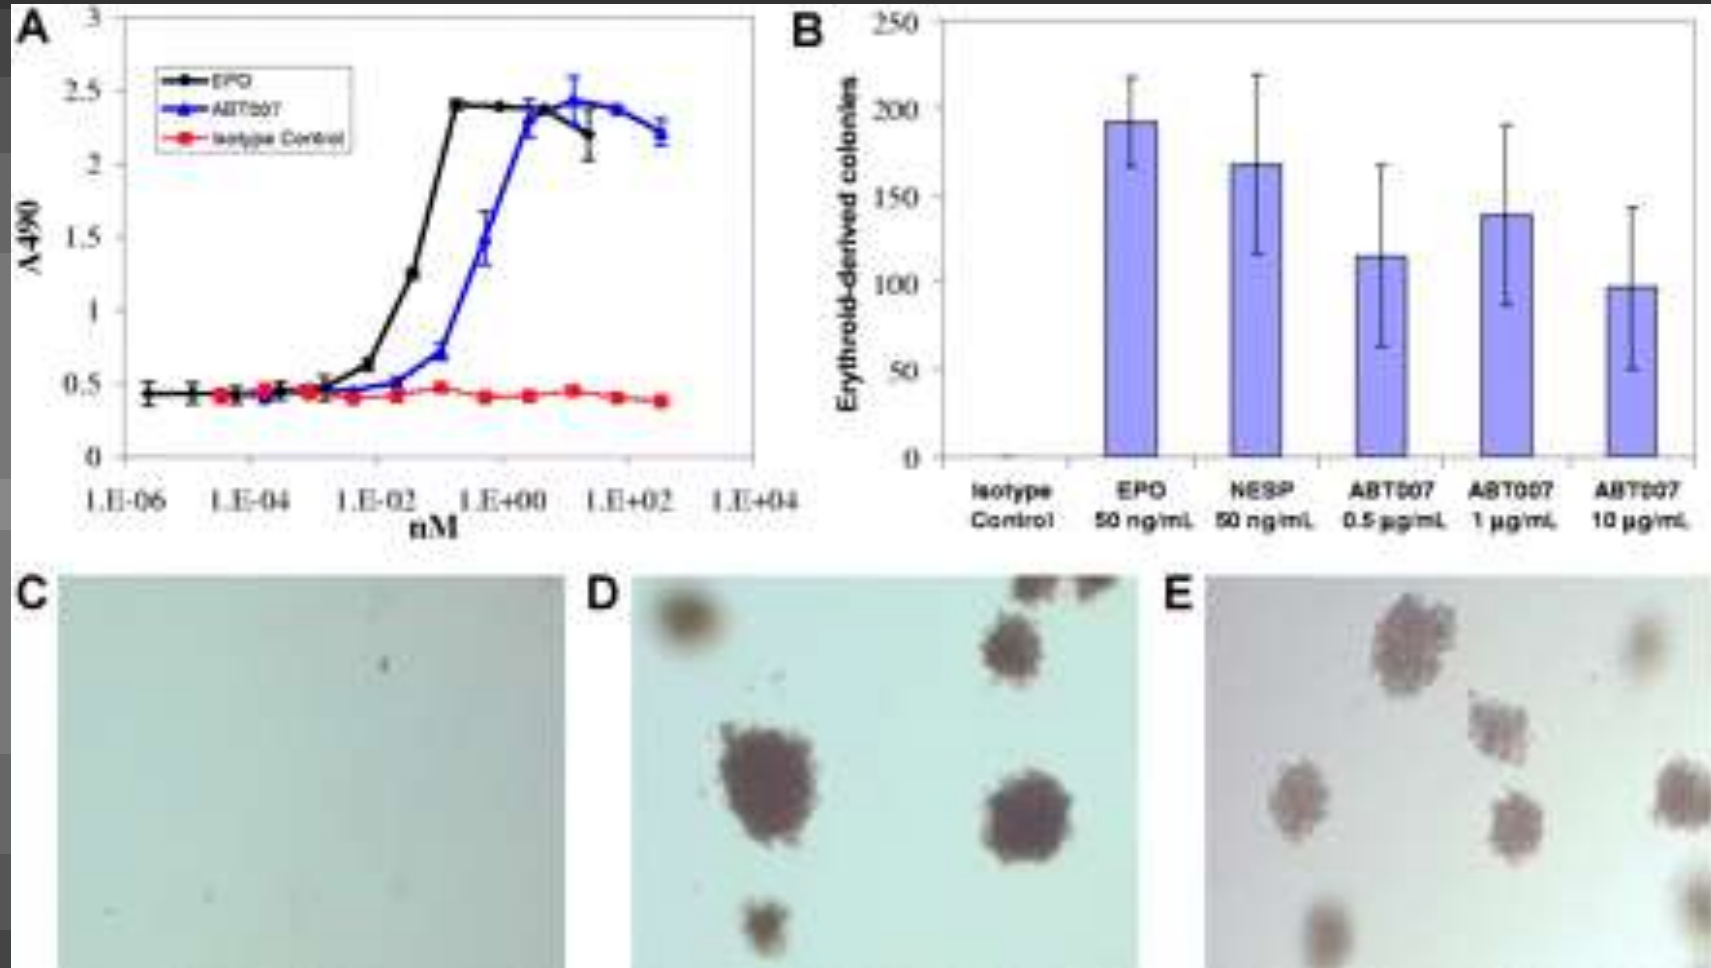 A
3
2.5
2
1.5
1
0.5
0
A490
EPO
ABT007
Isotype Control
1.E-06 1.E-04 1.E-02 1.E+00 1.E+02 1.E+04
nM
B
250
200
150
100
50
0
Erythroid-derived colonies
Isotype Control
EPO 50 ng/mL
NESP 50 ng/mL
ABT007 0.5 µg/mL
ABT007 1 µg/mL
ABT007 10 µg/mL
C
D
E